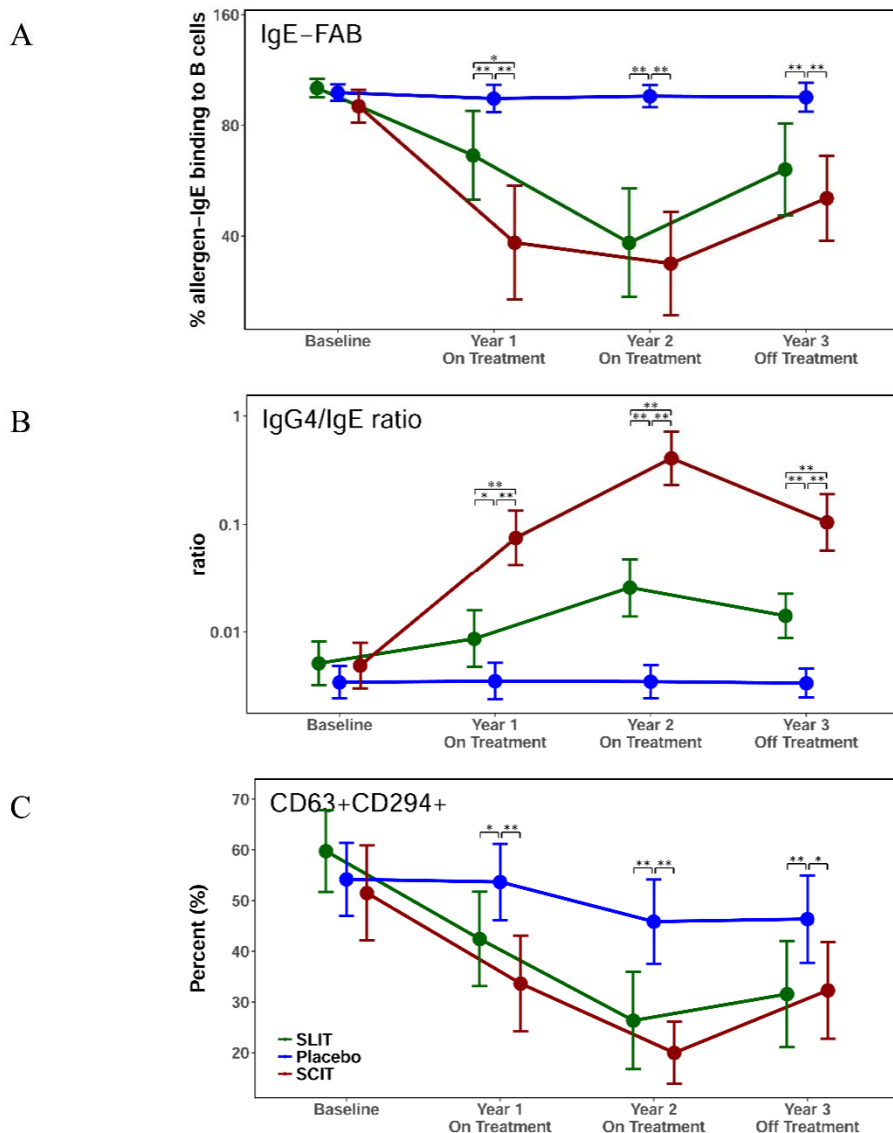 A
IgE−FAB
% allergen−IgE binding to B cells
160
80
40
*
** **
** **
** **
Baseline
Year 1
On Treatment
Year 2
On Treatment
Year 3
Off Treatment
B
IgG4/IgE ratio
ratio
1
0.1
0.01
**
* **
**
** **
**
** **
Baseline
Year 1
On Treatment
Year 2
On Treatment
Year 3
Off Treatment
C
CD63+CD294+
Percent (%)
70
60
50
40
30
20
* **
** **
** *
SLIT
Placebo
SCIT
Baseline
Year 1
On Treatment
Year 2
On Treatment
Year 3
Off Treatment